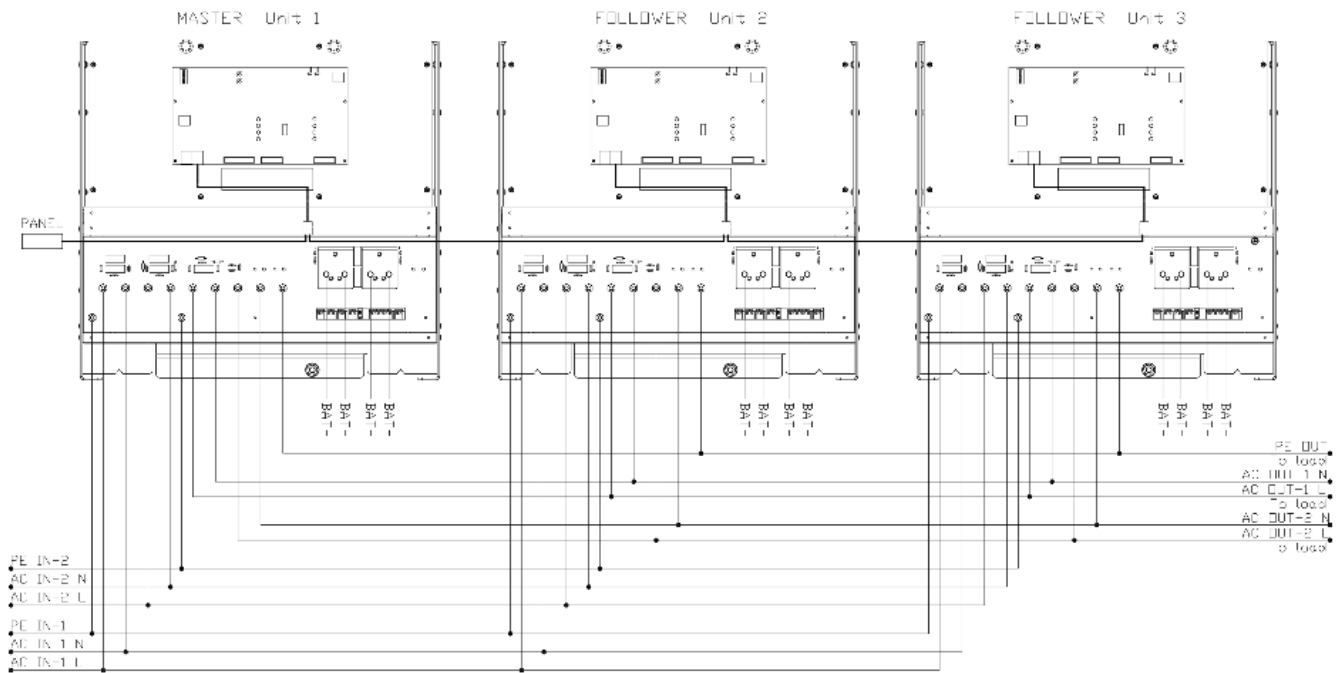 MASTER Unit 1
FOLLOWER Unit 2
FOLLOWER Unit 3
PANEL
BAT- BAT- BAT- BAT-
BAT- BAT- BAT- BAT-
BAT- BAT- BAT- BAT-
PE OUT
To load
AC OUT-1 N
AC OUT-1 L
To load
AC OUT-2 N
AC OUT-2 L
To load
PE IN-2
AC IN-2 N
AC IN-2 L
PE IN-1
AC IN-1 N
AC IN-1 L